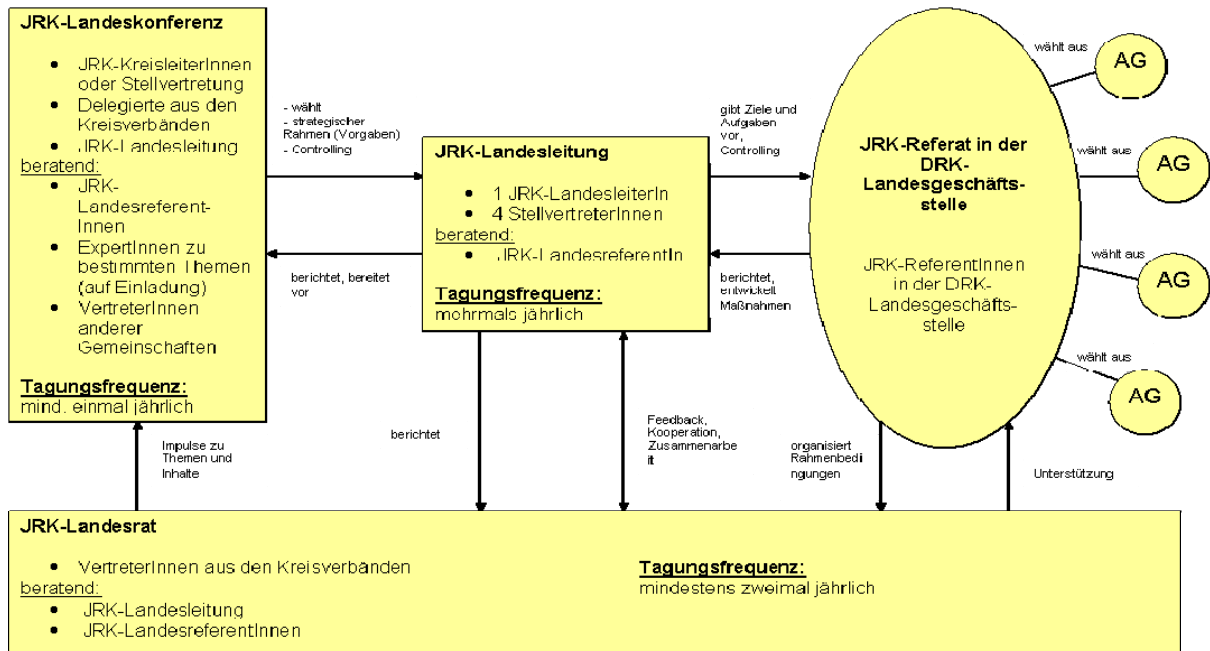 JRK-Landeskonferenz
• JRK-KreisleiterInnen
oder Stellvertretung
• Delegierte aus den
Kreisverbänden
• JRK-Landesleitung
beratend:
• JRK-
Landesreferent-
Innen
• ExpertInnen zu
bestimmten Themen
(auf Einladung)
• VertreterInnen
anderer
Gemeinschaften
Tagungsfrequenz:
mind. einmal jährlich
- wählt
- strategischer
Rahmen (Vorgaben)
- Controlling
berichtet, bereitet
vor
JRK-Landesleitung
• 1 JRK-LandesleiterIn
• 4 StellvertreterInnen
beratend:
• JRK-LandesreferentIn
Tagungsfrequenz:
mehrmals jährlich
gibt Ziele und
Aufgaben
vor,
Controlling
berichtet,
entwickelt
Maßnahmen
JRK-Referat in der
DRK-
Landesgeschäfts-
stelle
JRK-ReferentInnen
in der DRK-
Landesgeschäfts-
stelle
wählt aus
AG
wählt aus
AG
wählt aus
AG
wählt aus
AG
Impulse zu
Themen und
Inhalte
berichtet
Feedback,
Kooperation,
Zusammenarbe
it
organisiert
Rahmenbedi
ngungen
Unterstützung
JRK-Landesrat
• VertreterInnen aus den Kreisverbänden
beratend:
• JRK-Landesleitung
• JRK-LandesreferentInnen
Tagungsfrequenz:
mindestens zweimal jährlich